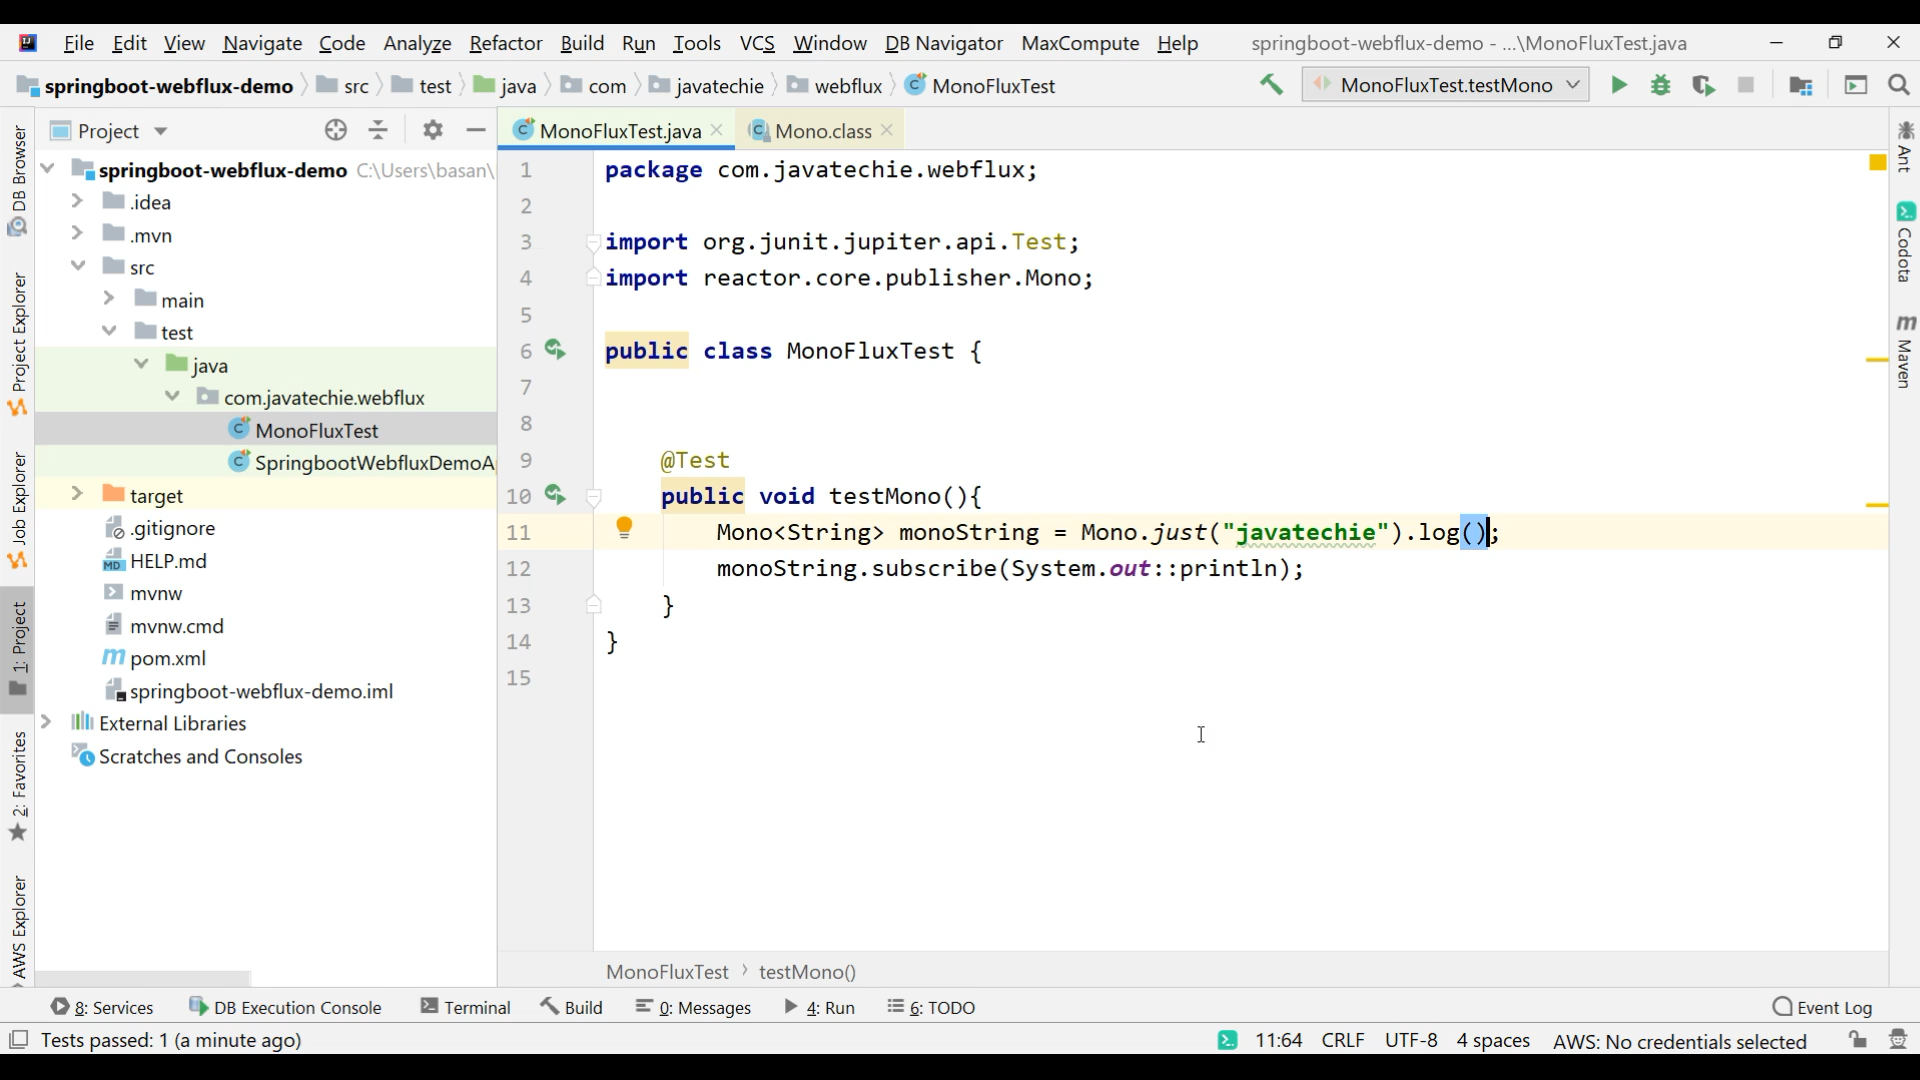 File Edit View Navigate Code Analyze Refactor Build Run Tools VCS Window DB Navigator MaxCompute Help springboot-webflux-demo - ...\MonoFluxTest.java
springboot-webflux-demo src test java com javatechie webflux MonoFluxTest MonoFluxTest.testMono
Project
MonoFluxTest.java Mono.class
springboot-webflux-demo C:\Users\basan\
.idea
.mvn
src
main
test
java
com.javatechie.webflux
MonoFluxTest
SpringbootWebfluxDemoA
target
.gitignore
HELP.md
mvnw
mvnw.cmd
pom.xml
springboot-webflux-demo.iml
External Libraries
Scratches and Consoles
DB Browser
Project Explorer
Job Explorer
1: Project
2: Favorites
AWS Explorer
1 package com.javatechie.webflux;
2
3 import org.junit.jupiter.api.Test;
4 import reactor.core.publisher.Mono;
5
6 public class MonoFluxTest {
7
8
9 @Test
10 public void testMono(){
11 Mono<String> monoString = Mono.just("javatechie").log();
12 monoString.subscribe(System.out::println);
13 }
14 }
15
Ant
Codota
Maven
MonoFluxTest testMono()
8: Services DB Execution Console Terminal Build 0: Messages 4: Run 6: TODO Event Log
Tests passed: 1 (a minute ago) 11:64 CRLF UTF-8 4 spaces AWS: No credentials selected